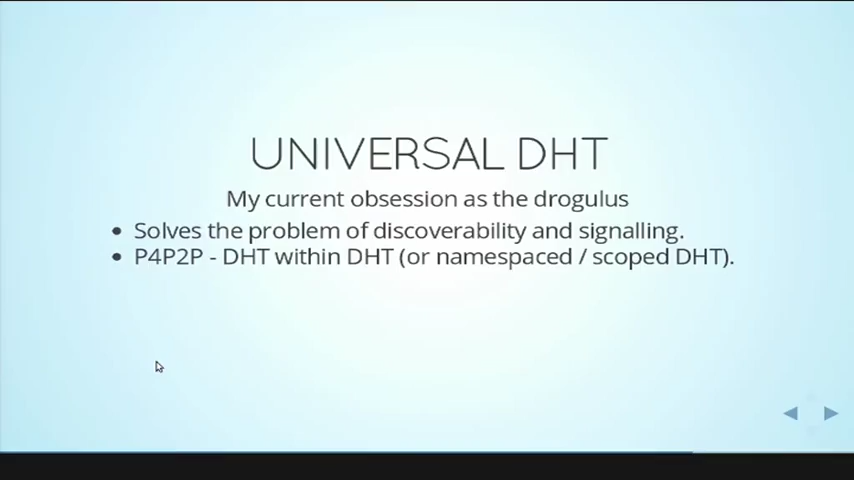 UNIVERSAL DHT
My current obsession as the drogulus
• Solves the problem of discoverability and signalling.
• P4P2P - DHT within DHT (or namespaced / scoped DHT).